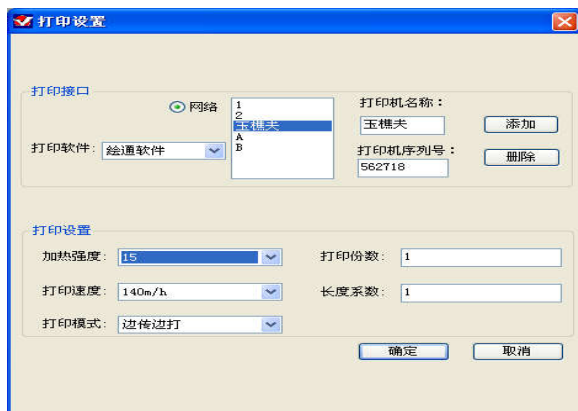 打印设置
打印接口
网络
1
2
玉樵夫
A
B
打印机名称：
玉樵夫
添加
打印软件：
绘通软件
打印机序列号：
562718
删除
打印设置
加热强度：
15
打印份数：
1
打印速度：
140m/h
长度系数：
1
打印模式：
边传边打
确定
取消